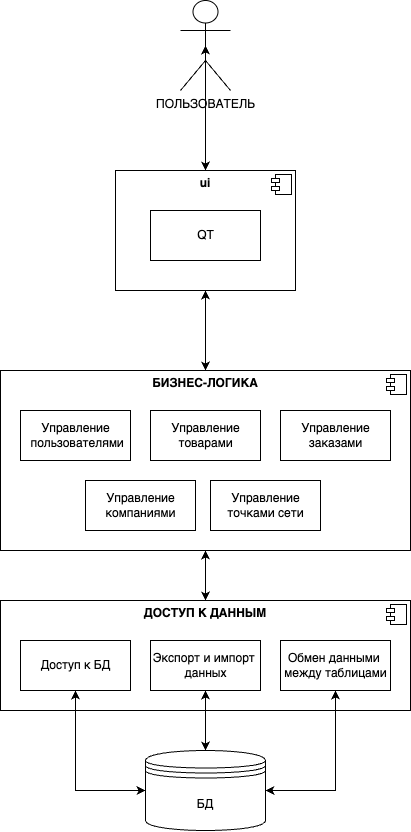 ПОЛЬЗОВАТЕЛЬ
ui
QT
БИЗНЕС-ЛОГИКА
Управление
пользователями
Управление
товарами
Управление
заказами
Управление
компаниями
Управление
точками сети
ДОСТУП К ДАННЫМ
Доступ к БД
Экспорт и импорт
данных
Обмен данными
между таблицами
БД